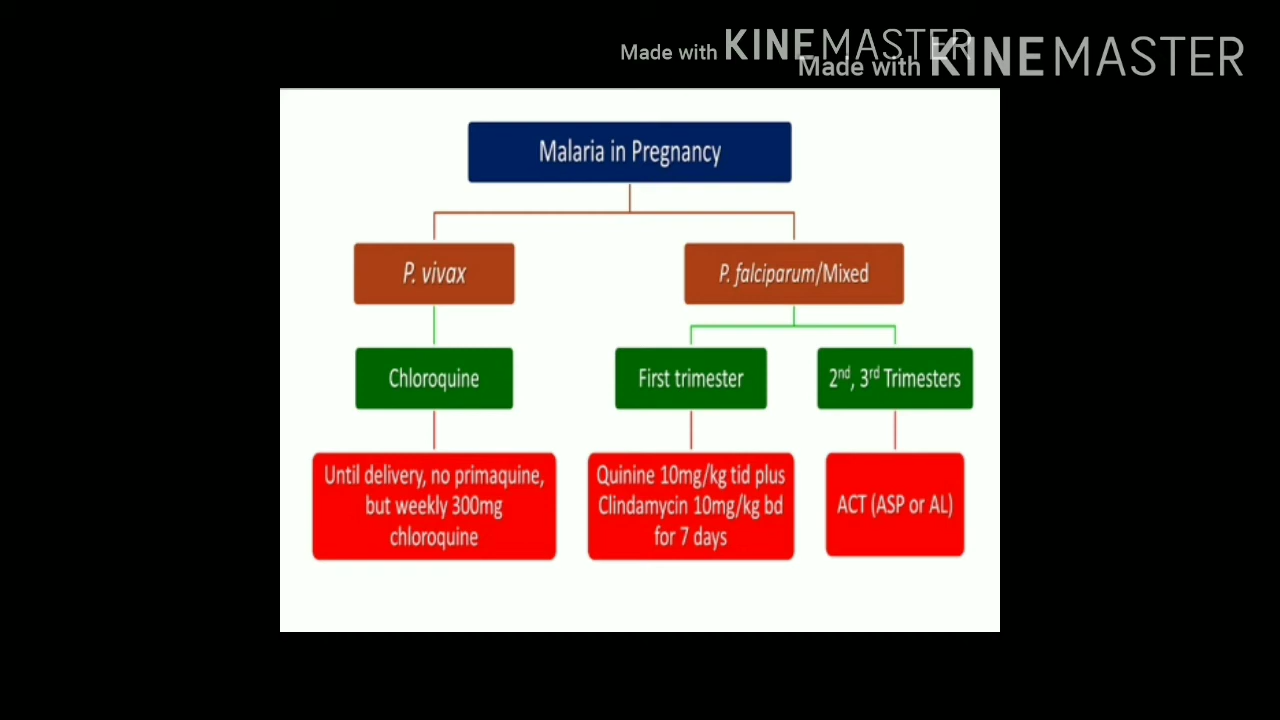 Made with KINEMASTER
Made with KINEMASTER
Malaria in Pregnancy
P. vivax
P. falciparum/Mixed
Chloroquine
First trimester
2nd, 3rd Trimesters
Until delivery, no primaquine,
but weekly 300mg
chloroquine
Quinine 10mg/kg tid plus
Clindamycin 10mg/kg bd
for 7 days
ACT (ASP or AL)